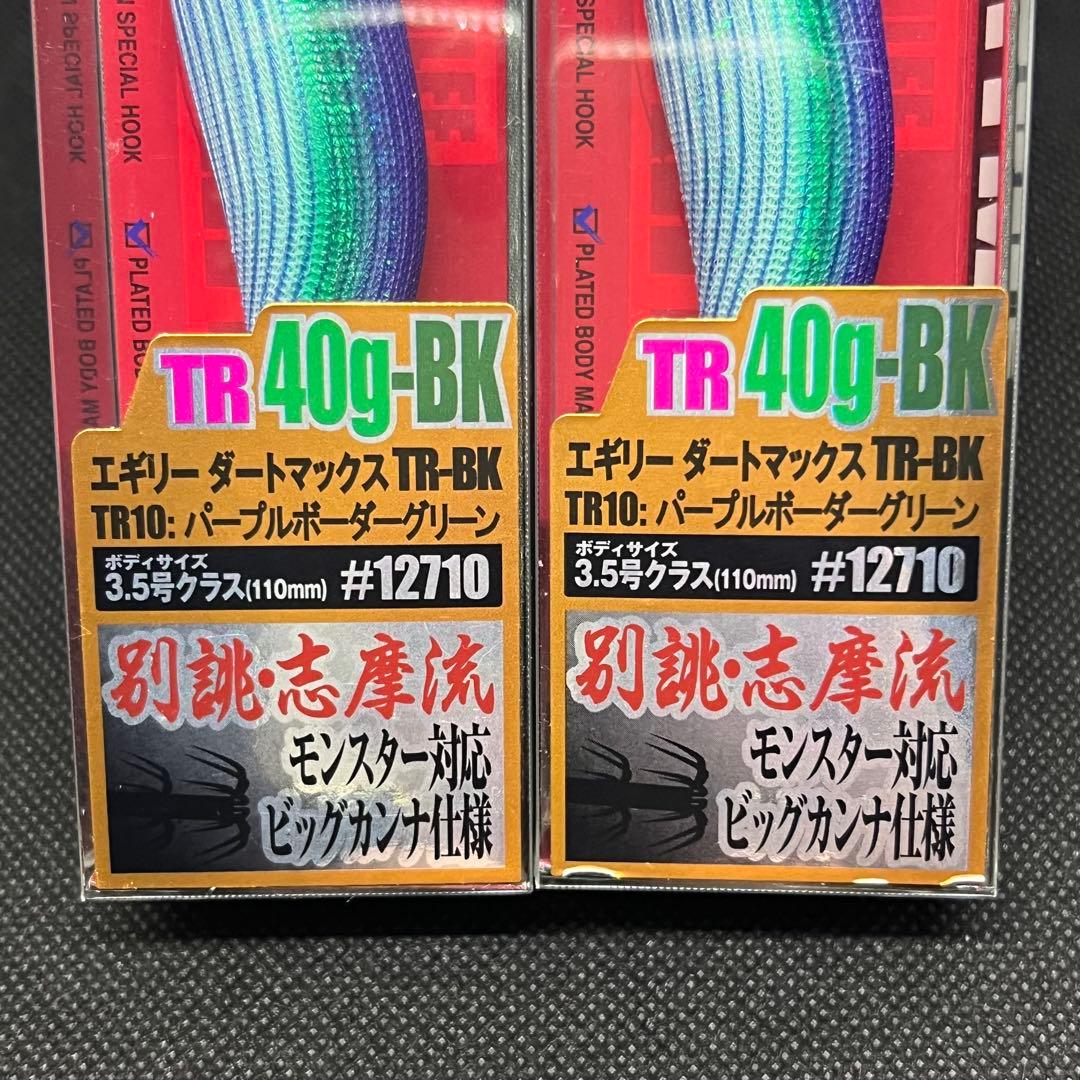 SPECIAL HOOK
PLATED BODY
TR 40g-BK
エギリー ダートマックス TR-BK
TR10: パープルボーダーグリーン
ボディサイズ
3.5号クラス(110mm) #12710
別誂・志摩流
モンスター対応
ビッグカンナ仕様
SPECIAL HOOK
PLATED BODY
TR 40g-BK
エギリー ダートマックス TR-BK
TR10: パープルボーダーグリーン
ボディサイズ
3.5号クラス(110mm) #12710
別誂・志摩流
モンスター対応
ビッグカンナ仕様